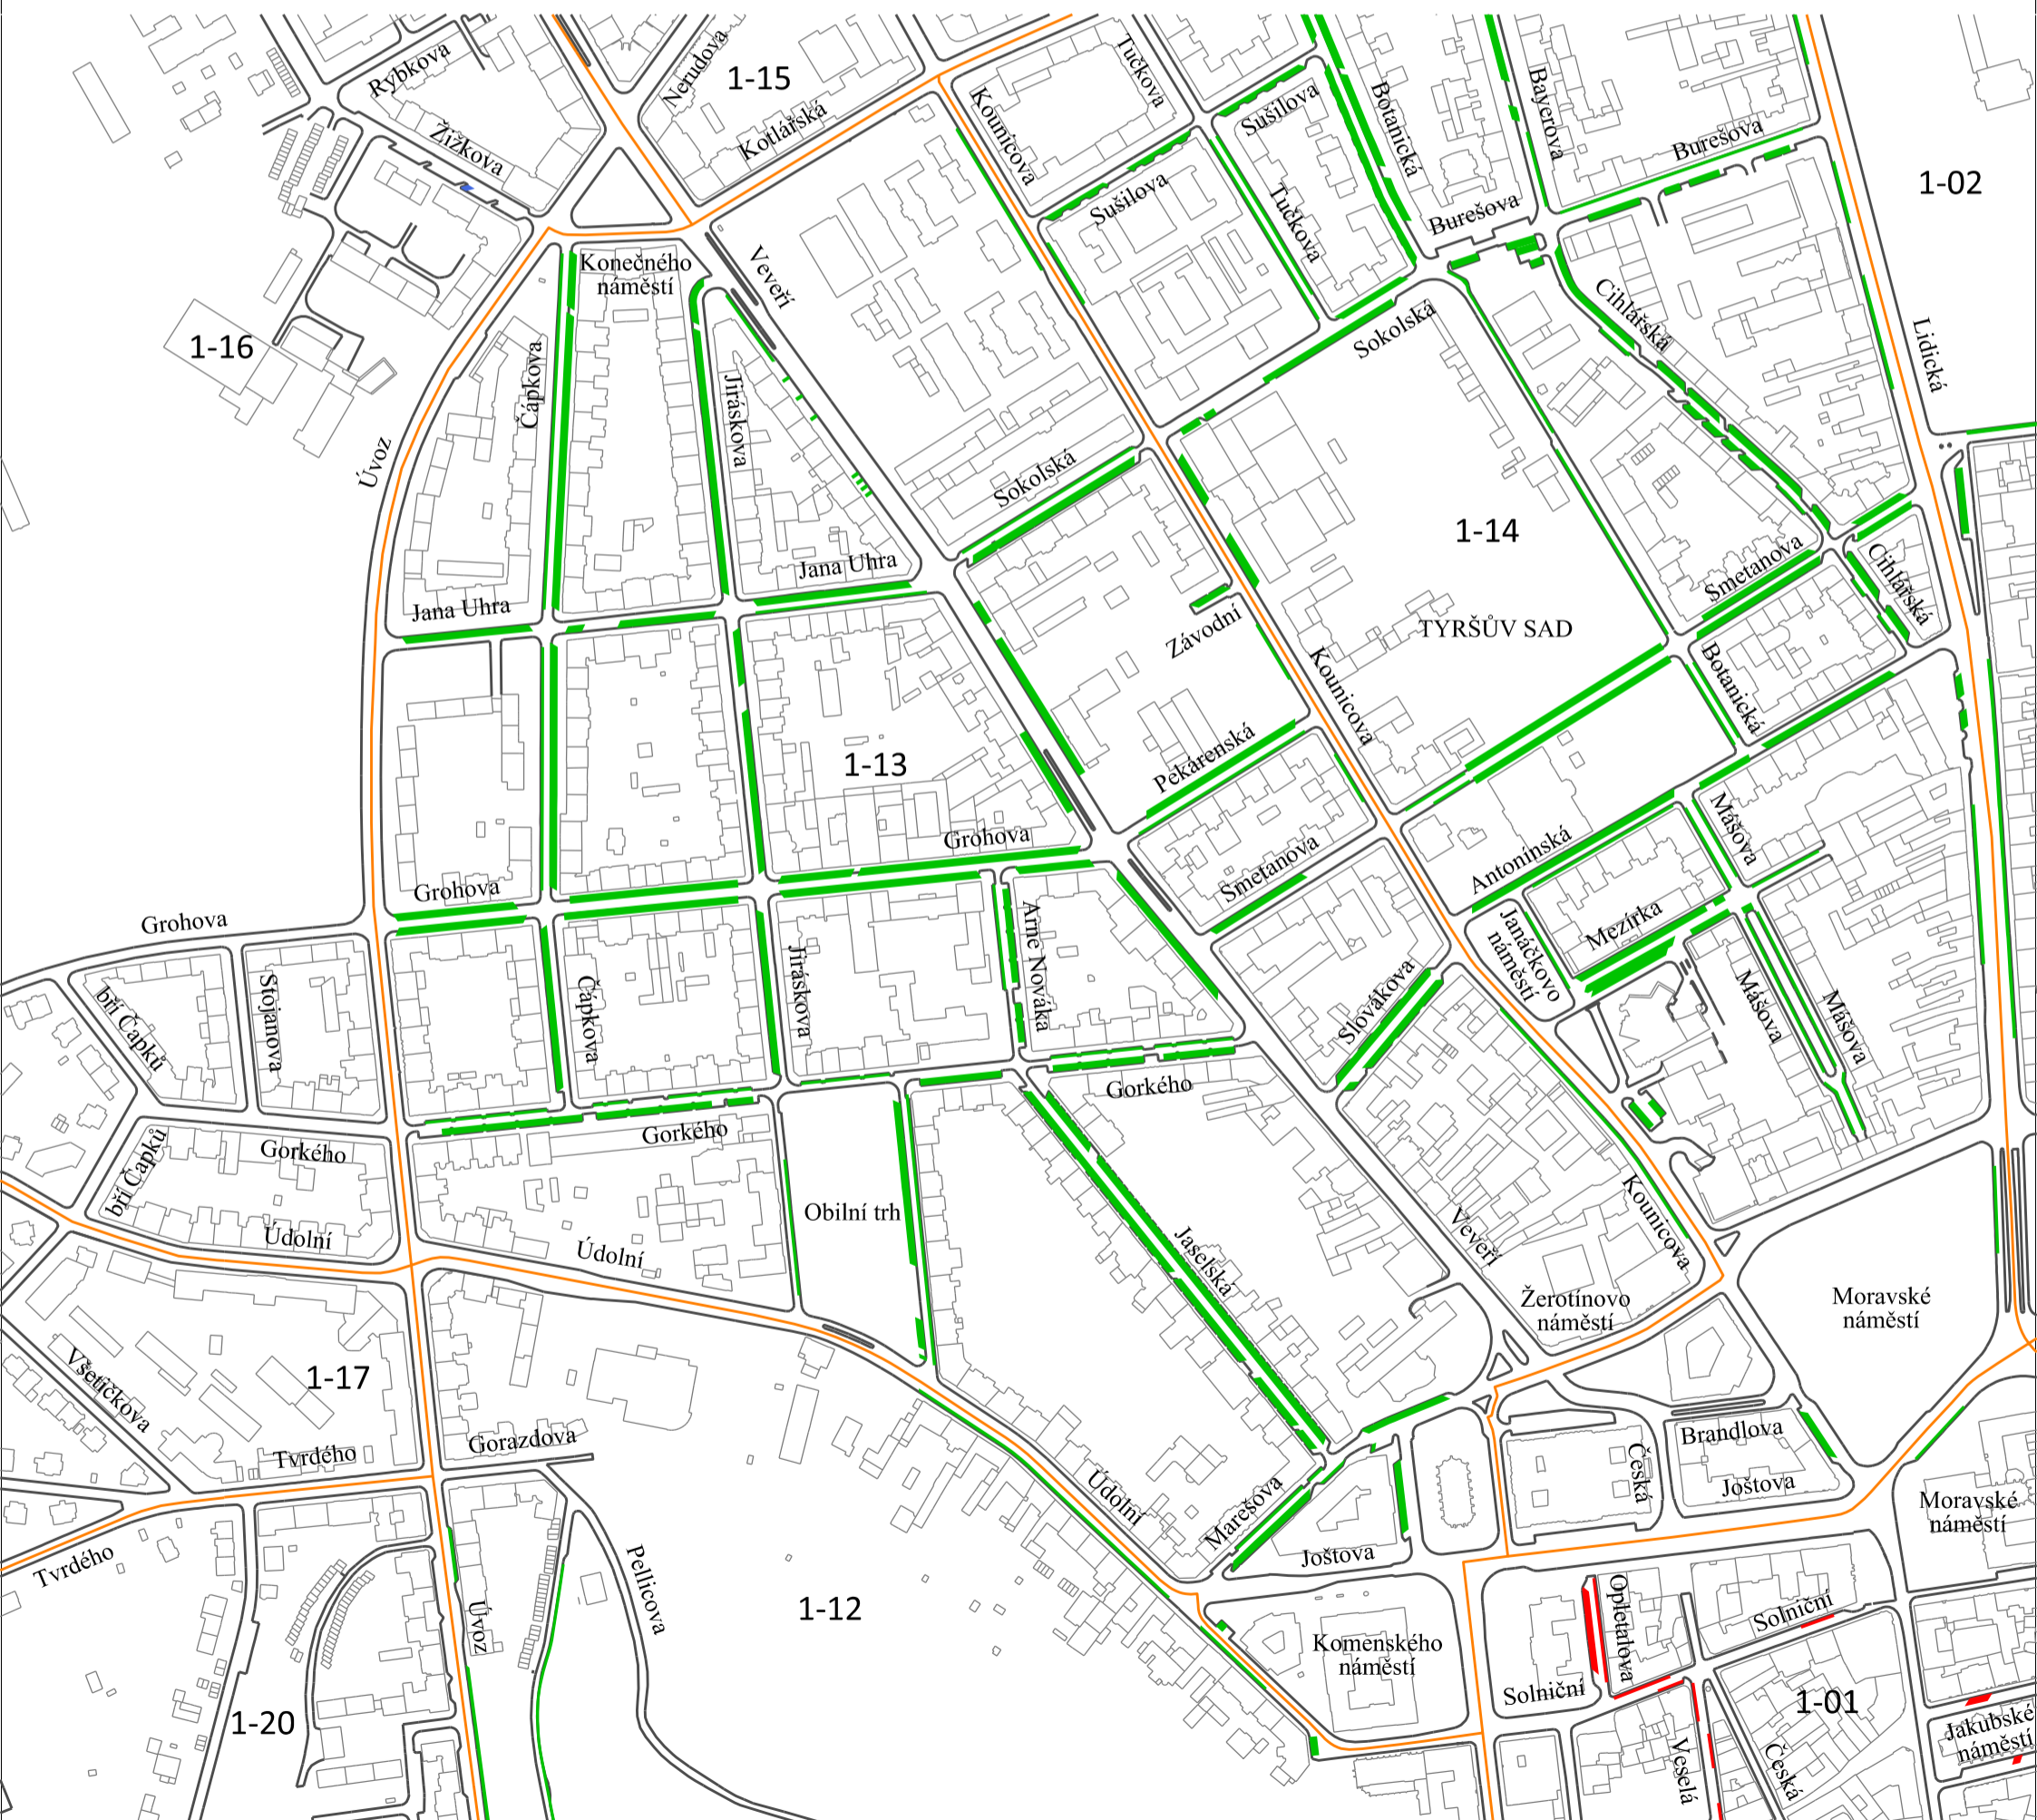 Rybkova
Nerudova
1-15
Tučkova
Žižkova
Kotlářská
Kounicova
Sušilova
Botanická
Bayerova
Burešova
1-02
Sušilova
Tučkova
Burešova
Konečného
náměstí
Veveří
Cihlářská
1-16
Čápkova
Jiráskova
Sokolská
Lidická
Úvoz
Sokolská
1-14
Jana Uhra
Smetanova
Cihlářská
Jana Uhra
Závodní
TYRŠŮV SAD
Kounicova
Botanická
1-13
Pekárenská
Grohova
Mášova
Smetanova
Antonínská
Grohova
Grohova
Arne Nováka
Mezírka
Janáčkovo
náměstí
bří Čapků
Stojanova
Čápkova
Jiráskova
Slovákova
Mášova
Mášova
Gorkého
Gorkého
Gorkého
bří Čapků
Údolní
Údolní
Obilní trh
Jaselská
Veveří
Kounicova
Žerotínovo
náměstí
Moravské
náměstí
Všetičkova
1-17
Tvrdého
Gorazdova
Údolní
Marešova
Česká
Brandlova
Joštova
Moravské
náměstí
Tvrdého
Pellicova
Joštova
Úvoz
1-12
Komenského
náměstí
Opletalova
Solniční
Solniční
1-20
1-01
Veselá
Česká
Jakubské
náměstí